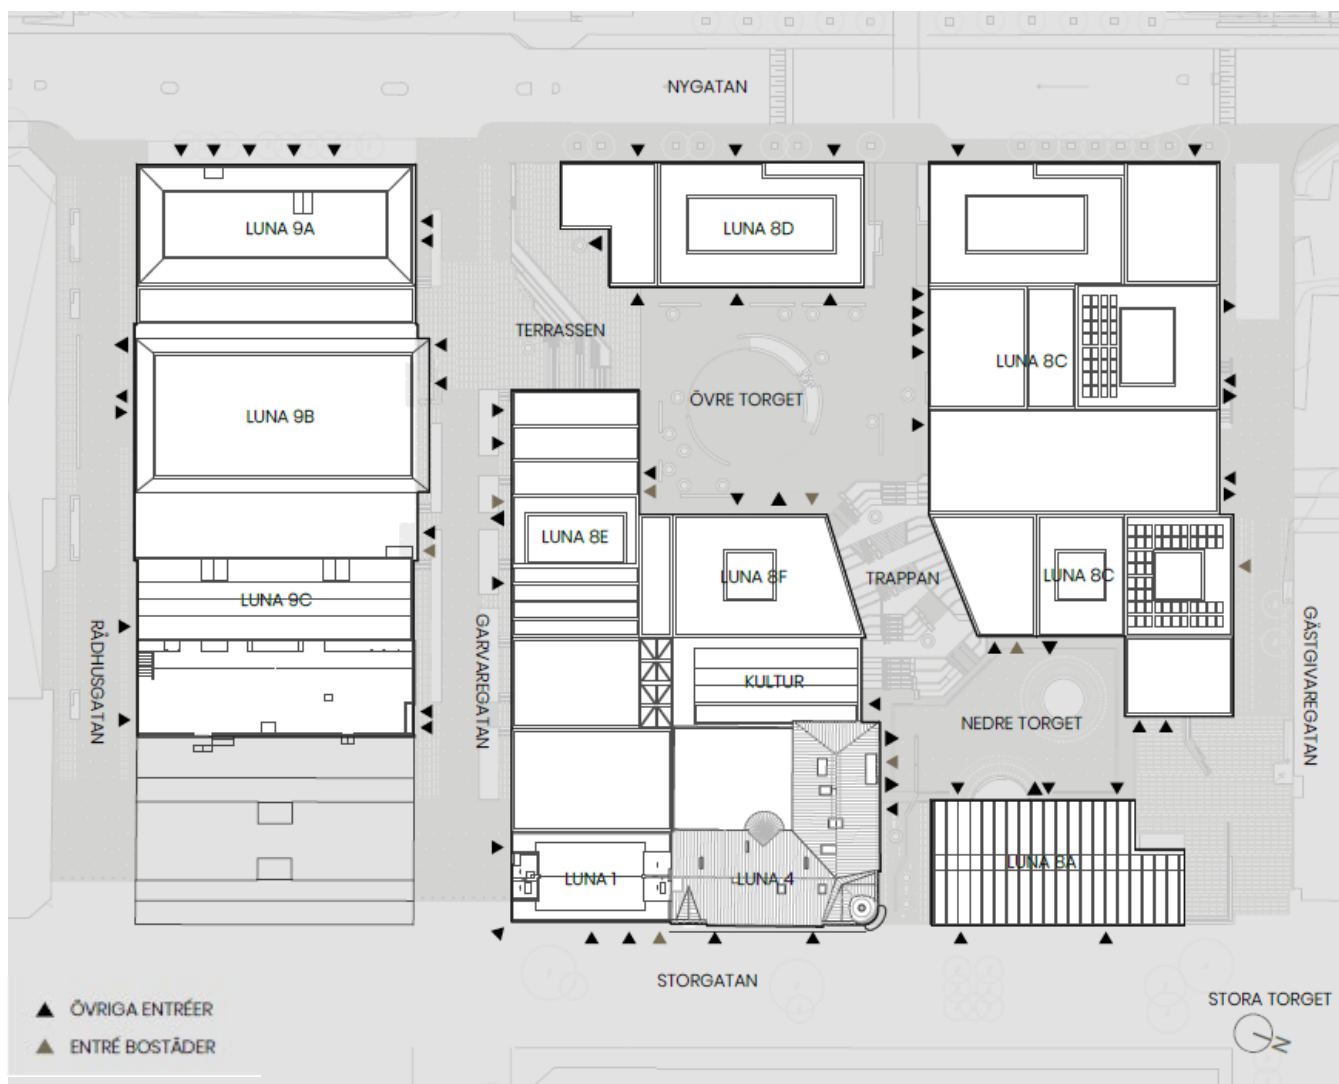 NYGATAN
LUNA 9A
LUNA 8D
TERRASSEN
ÖVRE TORGET
LUNA 8C
LUNA 9B
LUNA 8E
LUNA 8F
TRAPPAN
LUNA 8C
LUNA 9C
RÅDHUSGATAN
GARVAREGATAN
GÄSTGIVAREGATAN
KULTUR
NEDRE TORGET
LUNA 1
LUNA 4
LUNA 8A
STORGATAN
STORA TORGET
N
ÖVRIGA ENTRÉER
ENTRÉ BOSTÄDER